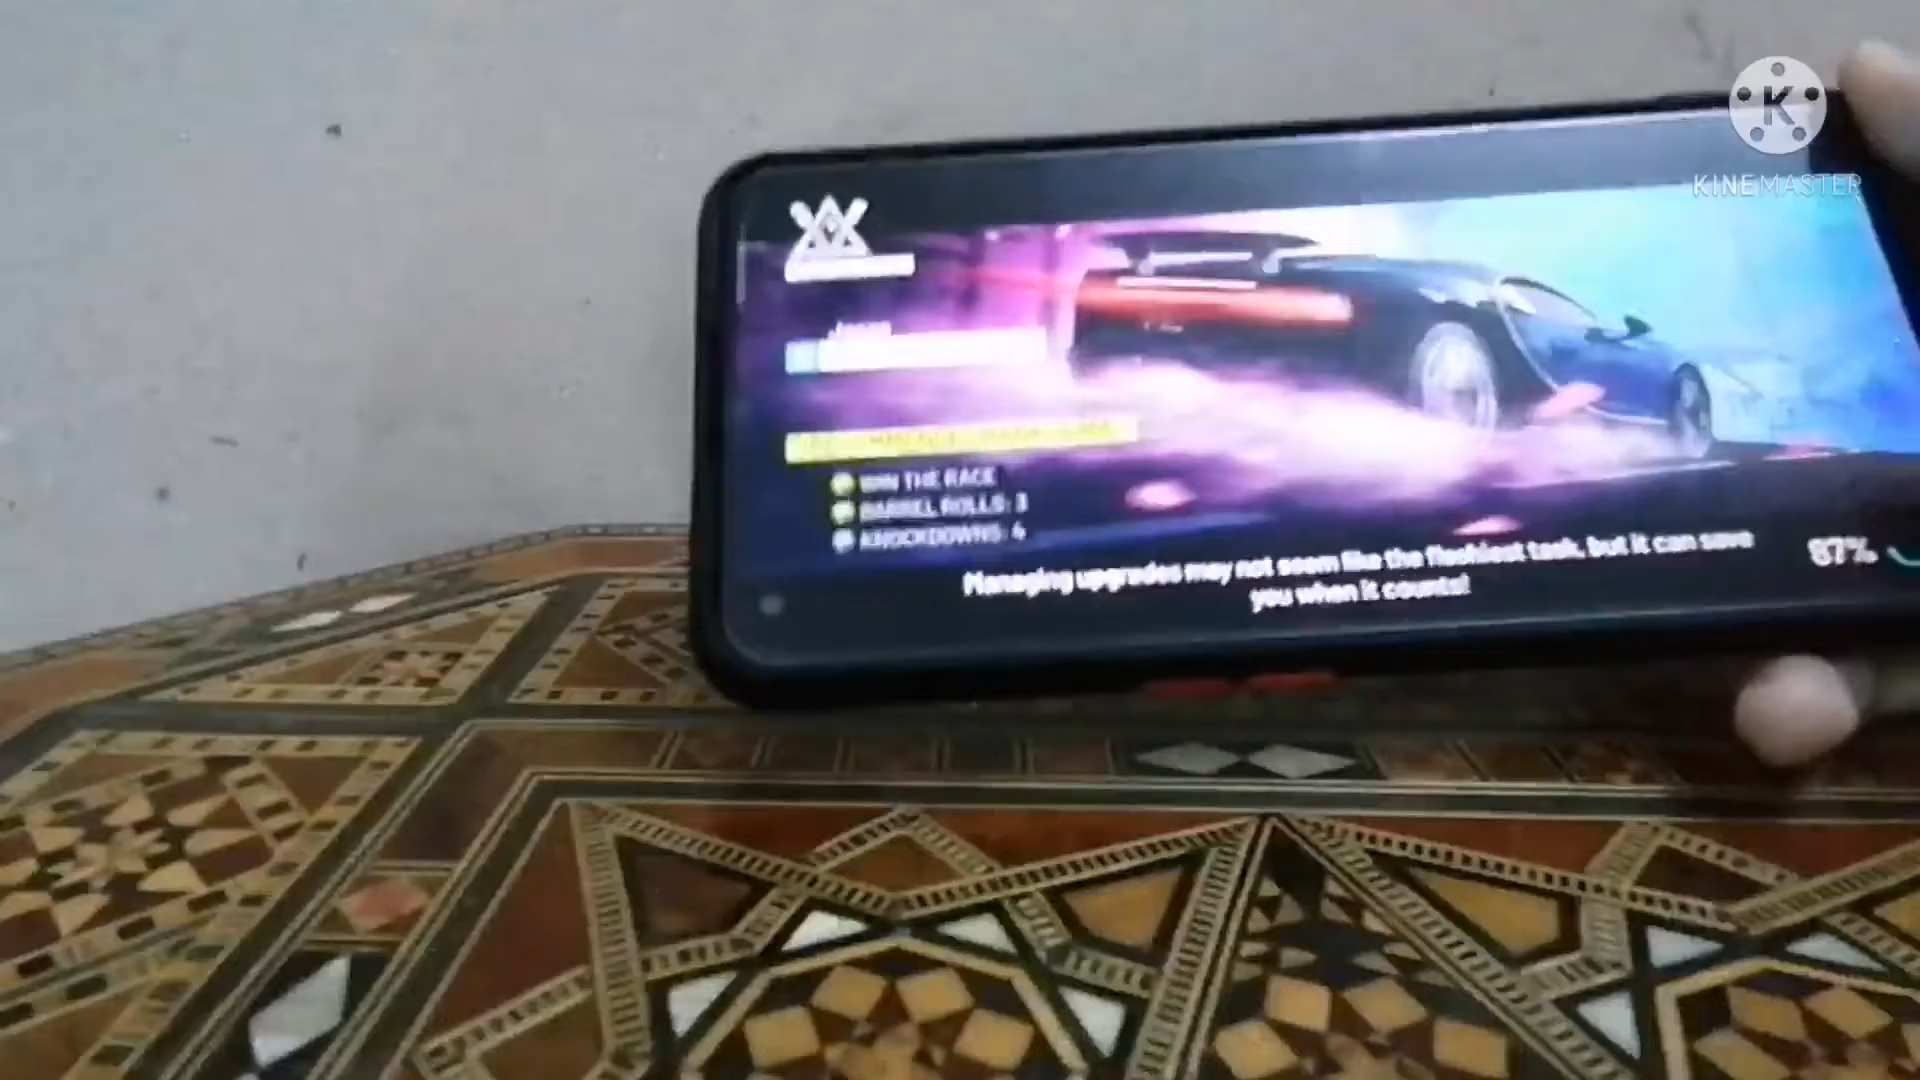 K
KINEMASTER
WIN THE RACE
BARREL ROLLS: 3
KNOCKDOWNS: 4
Managing upgrades may not seem like the flashiest task, but it can save
you when it counts!
87%